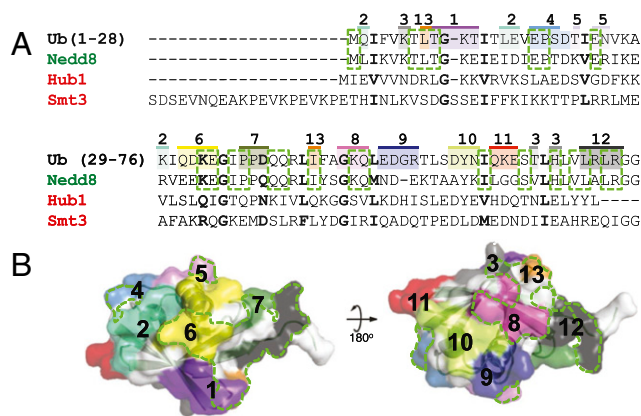 A
2 3 13 1 2 4 5 5
Ub(1-28) --------------------MQIFVKTLTG-KTITLEVEPSDTIENVKA
Nedd8 --------------------MLIKVKTLTG-KEIEIDIEPTDKVERIKE
Hub1 -------------------MIEVVVNDRLG-KKVRVKSLAEDSVGDFKK
Smt3 SDSEVNQEAKPEVKPEVKPETHINLKVSDGSSEIFFKIKKTTPLRRLME
2 6 7 13 8 9 10 11 3 3 12
Ub (29-76) KIQDKEGIPPDQQRLIFAGKQLEDGRTLSDYNIQKESTLHLVLRLRGG
Nedd8 RVEEKEGIPPQQQRLIYSGKQMND-EKTAAYKILGGSVLHLVLALRGG
Hub1 VLSLQIGTQPNKIVLQKGGSVLKDHISLEDYEVHDQTNLELYYL----
Smt3 AFAKRQGKEMDSLRFLYDGIRIQADQTPEDLDMEDNDIIEAHREQIGG
B
4 5 7 2 6 1
180º
3 13 11 8 12 10 9